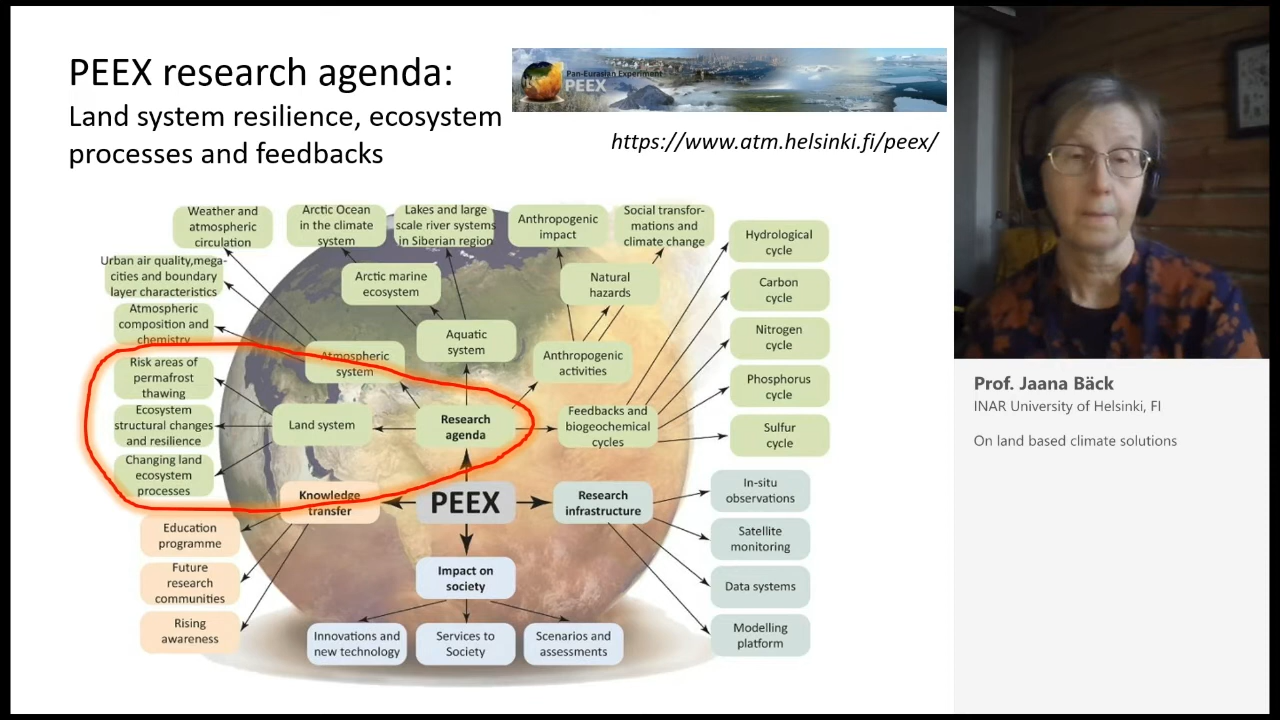 PEEX research agenda:
Land system resilience, ecosystem
processes and feedbacks
Pan-Eurasian Experiment
PEEX
https://www.atm.helsinki.fi/peex/
Weather and
atmospheric
circulation
Arctic Ocean
in the climate
system
Lakes and large
scale river systems
in Siberian region
Anthropogenic
impact
Social transfor-
mations and
climate change
Hydrological
cycle
Urban air quality,mega-
cities and boundary
layer characteristics
Arctic marine
ecosystem
Natural
hazards
Carbon
cycle
Atmospheric
composition and
chemistry
Atmospheric
system
Aquatic
system
Anthropogenic
activities
Nitrogen
cycle
Risk areas of
permafrost
thawing
Phosphorus
cycle
Ecosystem
structural changes
and resilience
Land system
Research
agenda
Feedbacks and
biogeochemical
cycles
Sulfur
cycle
Changing land
ecosystem
processes
Knowledge
transfer
PEEX
Research
infrastructure
In-situ
observations
Education
programme
Satellite
monitoring
Future
research
communities
Impact on
society
Data systems
Rising
awareness
Innovations and
new technology
Services to
Society
Scenarios and
assessments
Modelling
platform
Prof. Jaana Bäck
INAR University of Helsinki, FI
On land based climate solutions